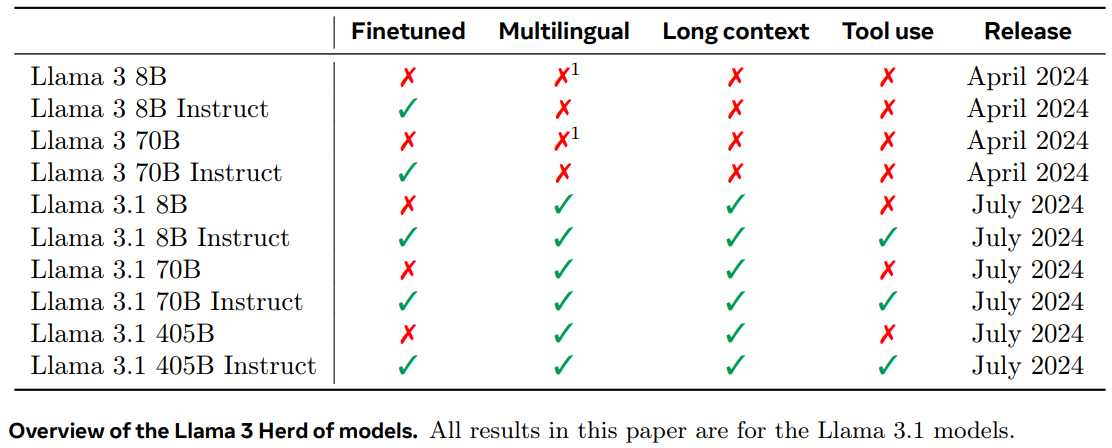 Finetuned Multilingual Long context Tool use Release
Llama 3 8B ✗ ✗¹ ✗ ✗ April 2024
Llama 3 8B Instruct ✓ ✗ ✗ ✗ April 2024
Llama 3 70B ✗ ✗¹ ✗ ✗ April 2024
Llama 3 70B Instruct ✓ ✗ ✗ ✗ April 2024
Llama 3.1 8B ✗ ✓ ✓ ✗ July 2024
Llama 3.1 8B Instruct ✓ ✓ ✓ ✓ July 2024
Llama 3.1 70B ✗ ✓ ✓ ✗ July 2024
Llama 3.1 70B Instruct ✓ ✓ ✓ ✓ July 2024
Llama 3.1 405B ✗ ✓ ✓ ✗ July 2024
Llama 3.1 405B Instruct ✓ ✓ ✓ ✓ July 2024
Overview of the Llama 3 Herd of models. All results in this paper are for the Llama 3.1 models.